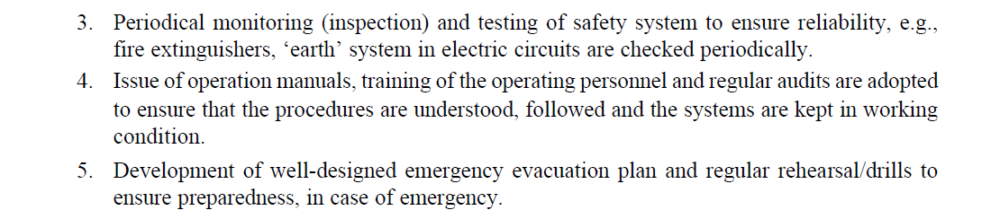 3. Periodical monitoring (inspection) and testing of safety system to ensure reliability, e.g.,
fire extinguishers, ‘earth’ system in electric circuits are checked periodically.
4. Issue of operation manuals, training of the operating personnel and regular audits are adopted
to ensure that the procedures are understood, followed and the systems are kept in working
condition.
5. Development of well-designed emergency evacuation plan and regular rehearsal/drills to
ensure preparedness, in case of emergency.